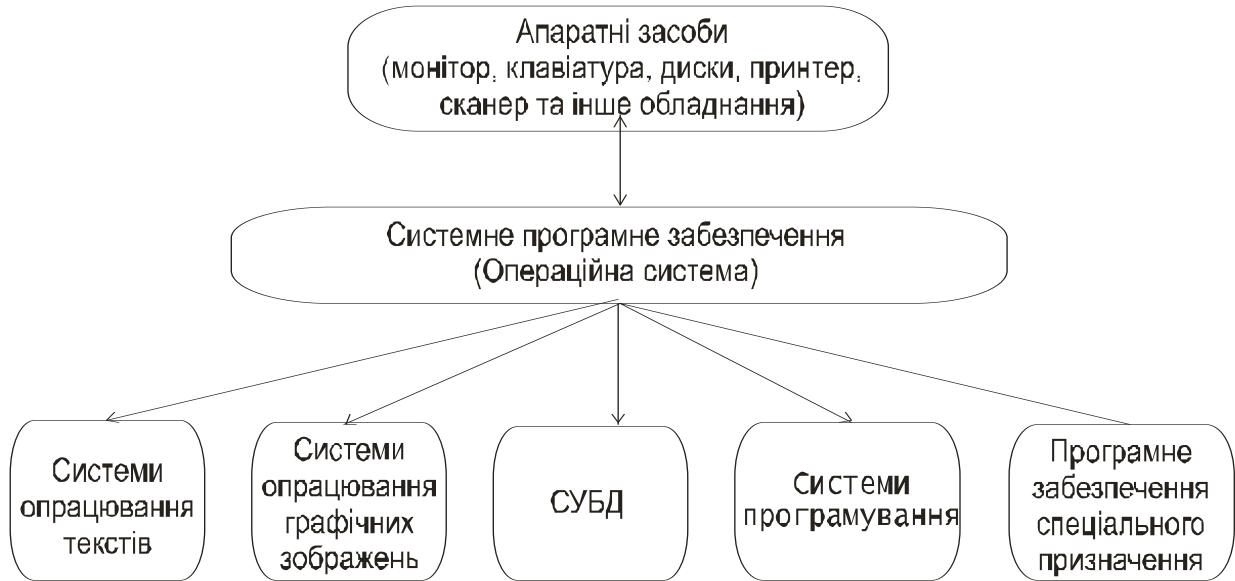 Апаратні засоби
(монітор, клавіатура, диски, принтер,
сканер та інше обладнання)
Системне програмне забезпечення
(Операційна система)
Системи
опрацювання
текстів
Системи
опрацювання
графічних
зображень
СУБД
Системи
програмування
Програмне
забезпечення
спеціального
призначення